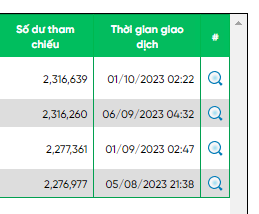 Số dư tham chiếu Thời gian giao dịch #
2,316,639 01/10/2023 02:22
2,316,260 06/09/2023 04:32
2,277,361 01/09/2023 02:47
2,276,977 05/08/2023 21:38